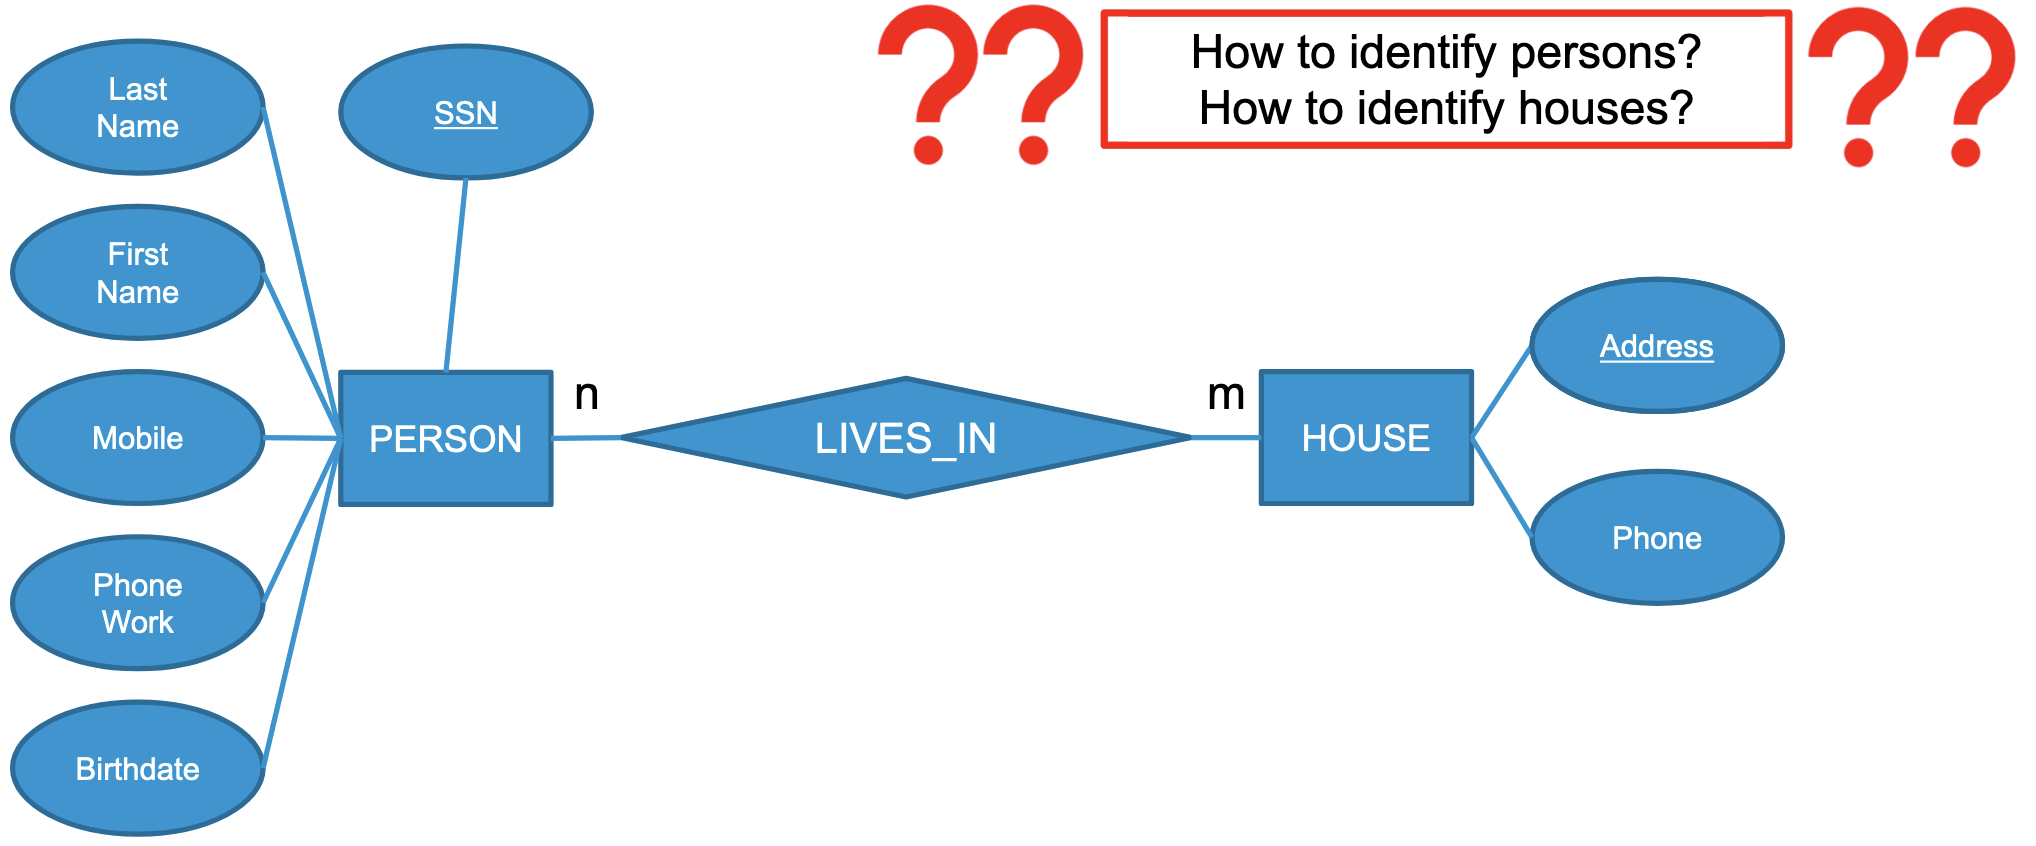 ??
How to identify persons?
How to identify houses?
??
Last
Name
SSN
First
Name
Mobile
Phone
Work
Birthdate
PERSON
n
LIVES_IN
m
HOUSE
Address
Phone